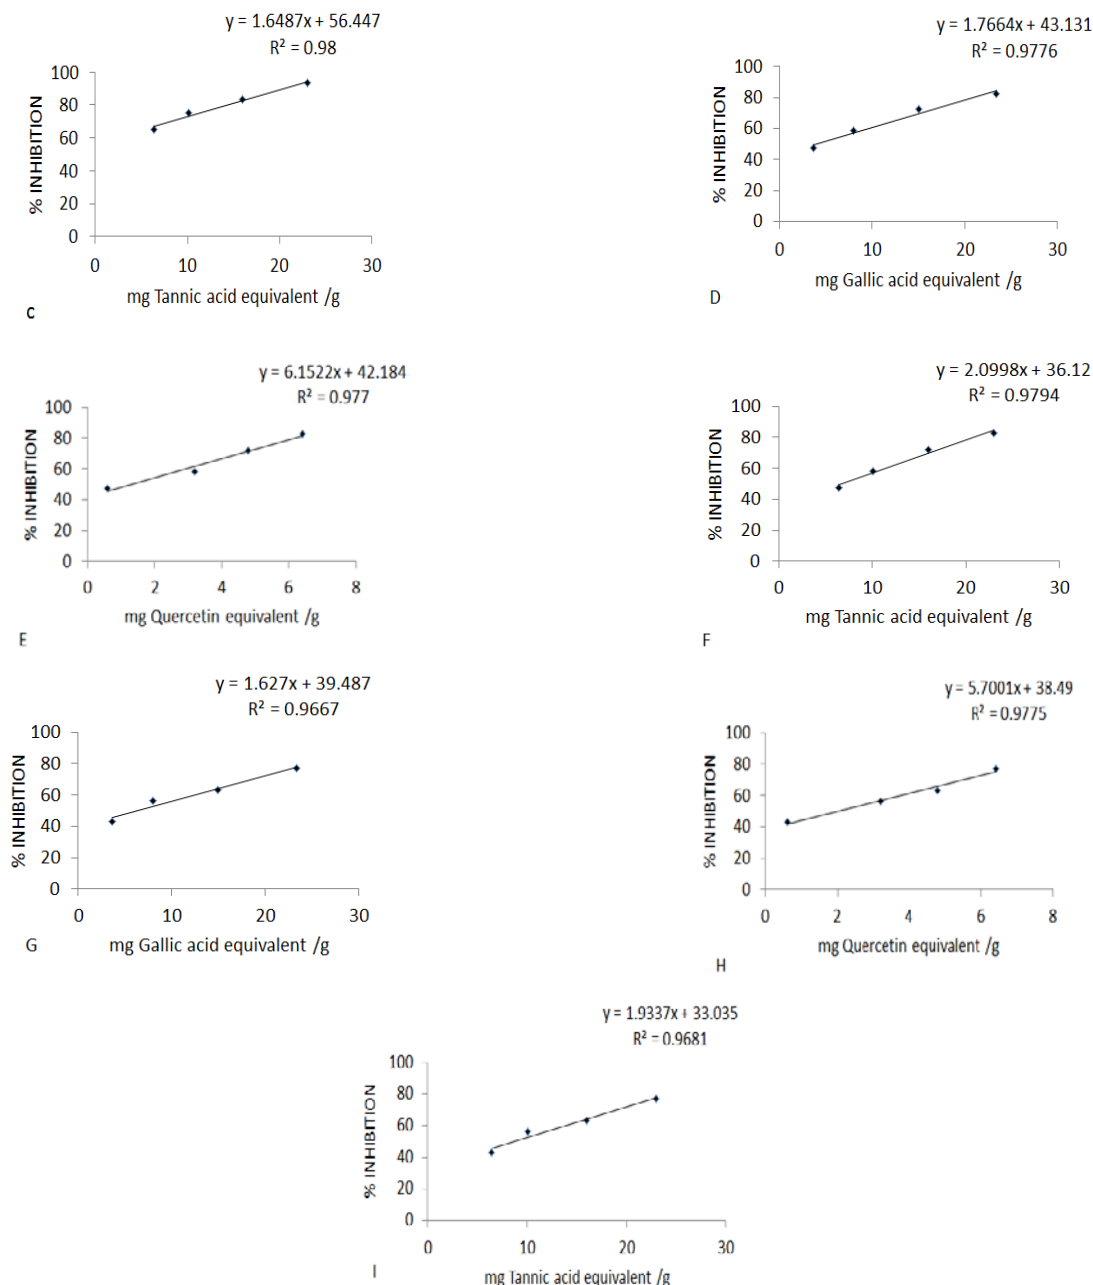 y = 1.6487x + 56.447
R² = 0.98
100
80
60
40
20
0
% INHIBITION
0 10 20 30
mg Tannic acid equivalent /g
C
y = 1.7664x + 43.131
R² = 0.9776
100
80
60
40
20
0
% INHIBITION
0 10 20 30
mg Gallic acid equivalent /g
D
y = 6.1522x + 42.184
R² = 0.977
100
80
60
40
20
0
% INHIBITION
0 2 4 6 8
mg Quercetin equivalent /g
E
y = 2.0998x + 36.12
R² = 0.9794
100
80
60
40
20
0
% INHIBITION
0 10 20 30
mg Tannic acid equivalent /g
F
y = 1.627x + 39.487
R² = 0.9667
100
80
60
40
20
0
% INHIBITION
0 10 20 30
mg Gallic acid equivalent /g
G
y = 5.7001x + 38.49
R² = 0.9775
100
80
60
40
20
0
% INHIBITION
0 2 4 6 8
mg Quercetin equivalent /g
H
y = 1.9337x + 33.035
R² = 0.9681
100
80
60
40
20
0
% INHIBITION
0 10 20 30
mg Tannic acid equivalent /g
I